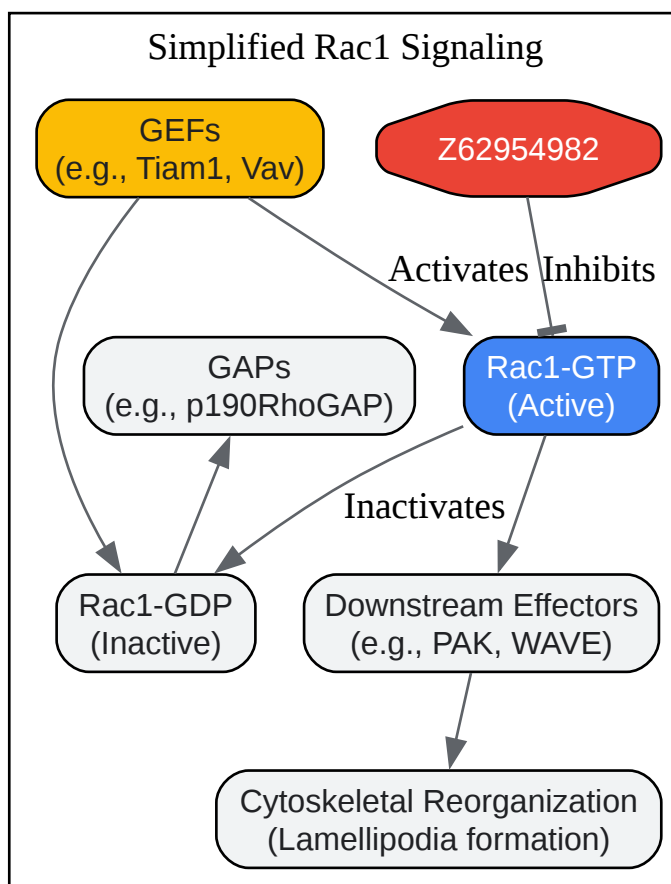 Simplified Rac1 Signaling
GEFs
(e.g., Tiam1, Vav)
Z62954982
Activates
Inhibits
GAPs
(e.g., p190RhoGAP)
Rac1-GTP
(Active)
Inactivates
Rac1-GDP
(Inactive)
Downstream Effectors
(e.g., PAK, WAVE)
Cytoskeletal Reorganization
(Lamellipodia formation)